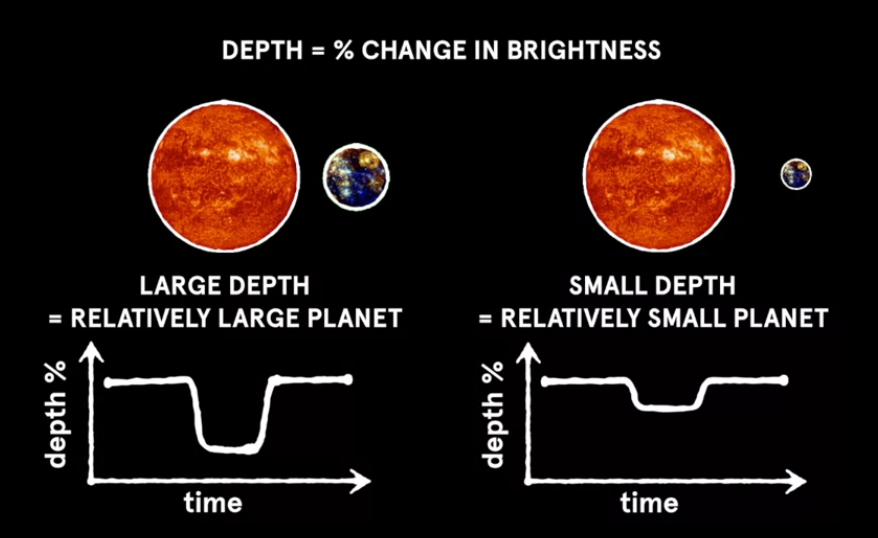 DEPTH = % CHANGE IN BRIGHTNESS
LARGE DEPTH
= RELATIVELY LARGE PLANET
depth %
time
SMALL DEPTH
= RELATIVELY SMALL PLANET
depth %
time